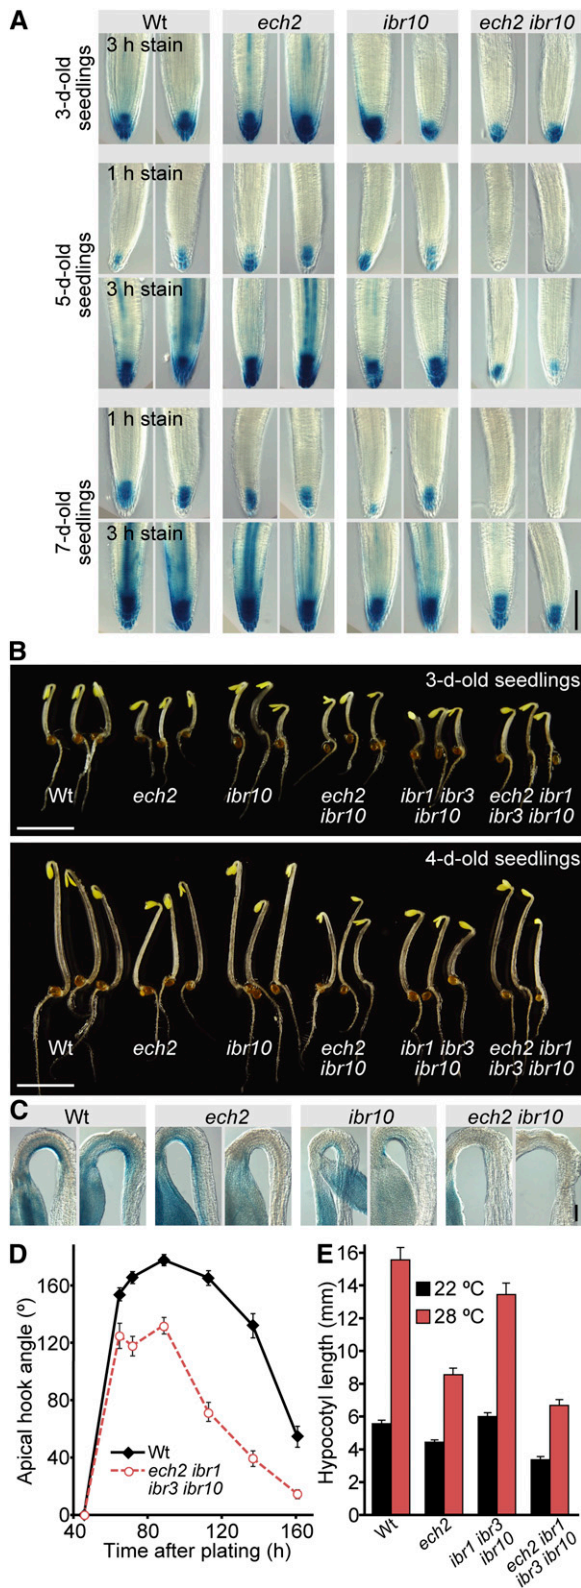 A
Wt
ech2
ibr10
ech2 ibr10
3-d-old
seedlings
3 h stain
5-d-old
seedlings
1 h stain
3 h stain
7-d-old
seedlings
1 h stain
3 h stain
B
3-d-old seedlings
Wt
ech2
ibr10
ech2
ibr10
ibr1 ibr3
ibr10
ech2 ibr1
ibr3 ibr10
4-d-old seedlings
Wt
ech2
ibr10
ech2
ibr10
ibr1 ibr3
ibr10
ech2 ibr1
ibr3 ibr10
C
Wt
ech2
ibr10
ech2 ibr10
D
Apical hook angle (º)
160
120
80
40
0
Wt
ech2 ibr1
ibr3 ibr10
40
80
120
160
Time after plating (h)
E
Hypocotyl length (mm)
16
14
12
10
8
6
4
2
0
22 ºC
28 ºC
Wt
ech2
ibr1 ibr3
ibr10
ech2 ibr1
ibr3 ibr10